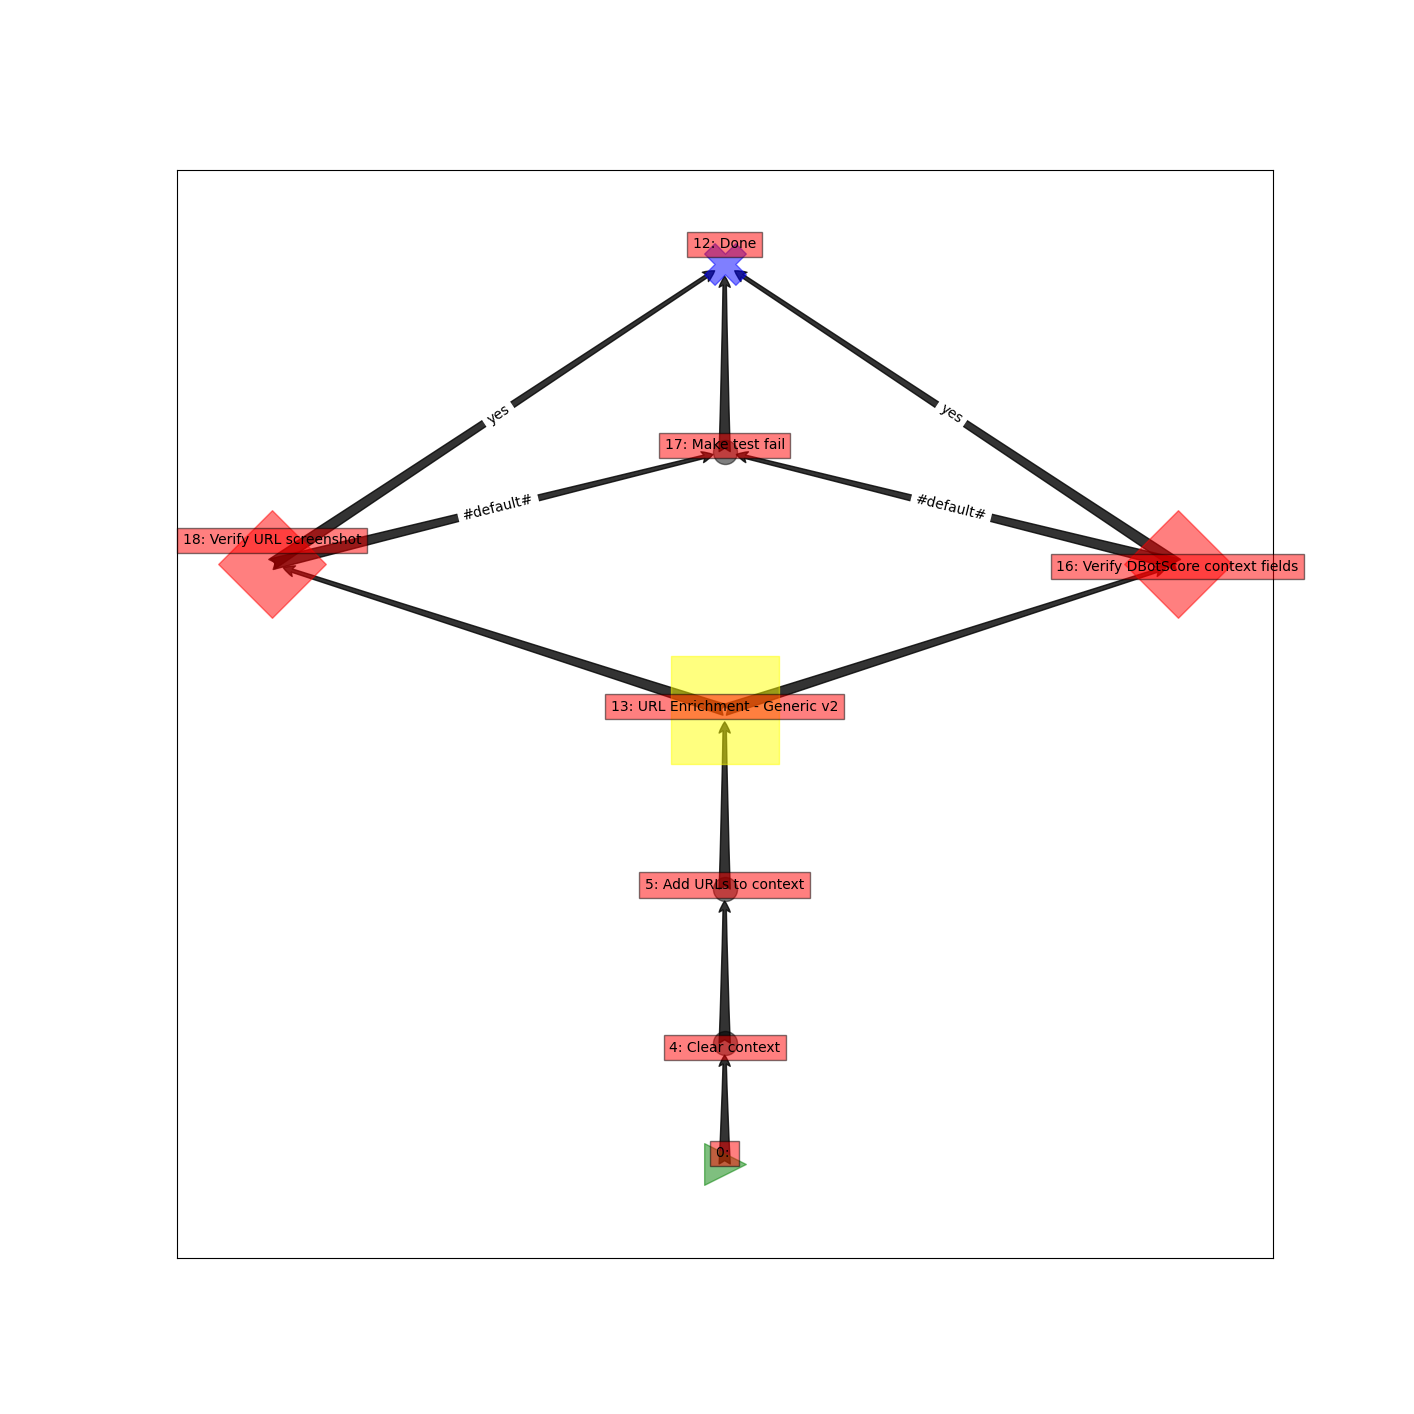 12: Done
yes
yes
17: Make test fail
#default#
#default#
18: Verify URL screenshot
16: Verify DBotScore context fields
13: URL Enrichment - Generic v2
5: Add URLs to context
4: Clear context
0: